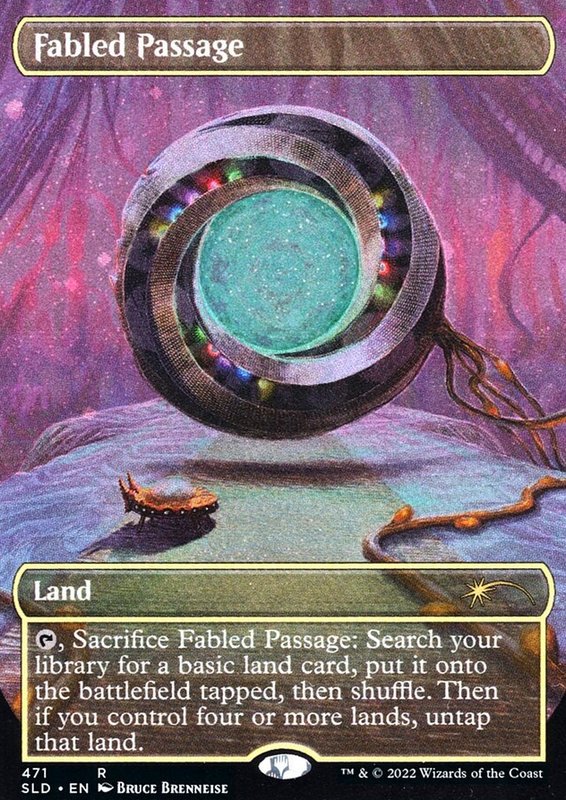 Fabled Passage
Land
, Sacrifice Fabled Passage: Search your
library for a basic land card, put it onto
the battlefield tapped, then shuffle. Then
if you control four or more lands, untap
that land.
471 R
SLD • EN Bruce Brenneise
™ & © 2022 Wizards of the Coast